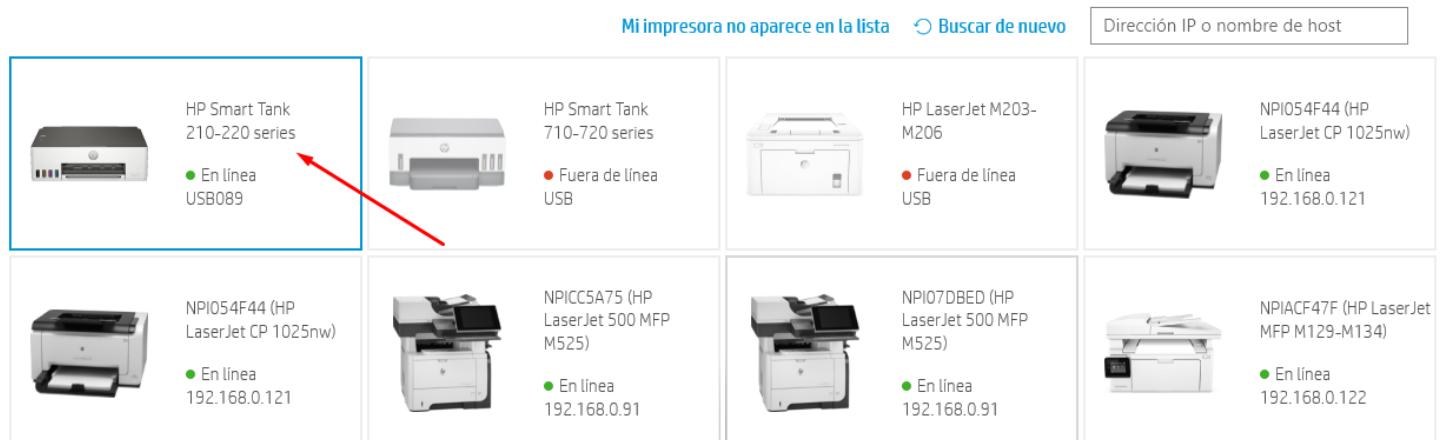 Mi impresora no aparece en la lista
Buscar de nuevo
Dirección IP o nombre de host
HP Smart Tank
210-220 series
En línea
USB089
HP Smart Tank
710-720 series
Fuera de línea
USB
HP LaserJet M203-
M206
Fuera de línea
USB
NPI054F44 (HP
LaserJet CP 1025nw)
En línea
192.168.0.121
NPI054F44 (HP
LaserJet CP 1025nw)
En línea
192.168.0.121
NPICC5A75 (HP
LaserJet 500 MFP
M525)
En línea
192.168.0.91
NPI07DBED (HP
LaserJet 500 MFP
M525)
En línea
192.168.0.91
NPIACF47F (HP LaserJet
MFP M129-M134)
En línea
192.168.0.122